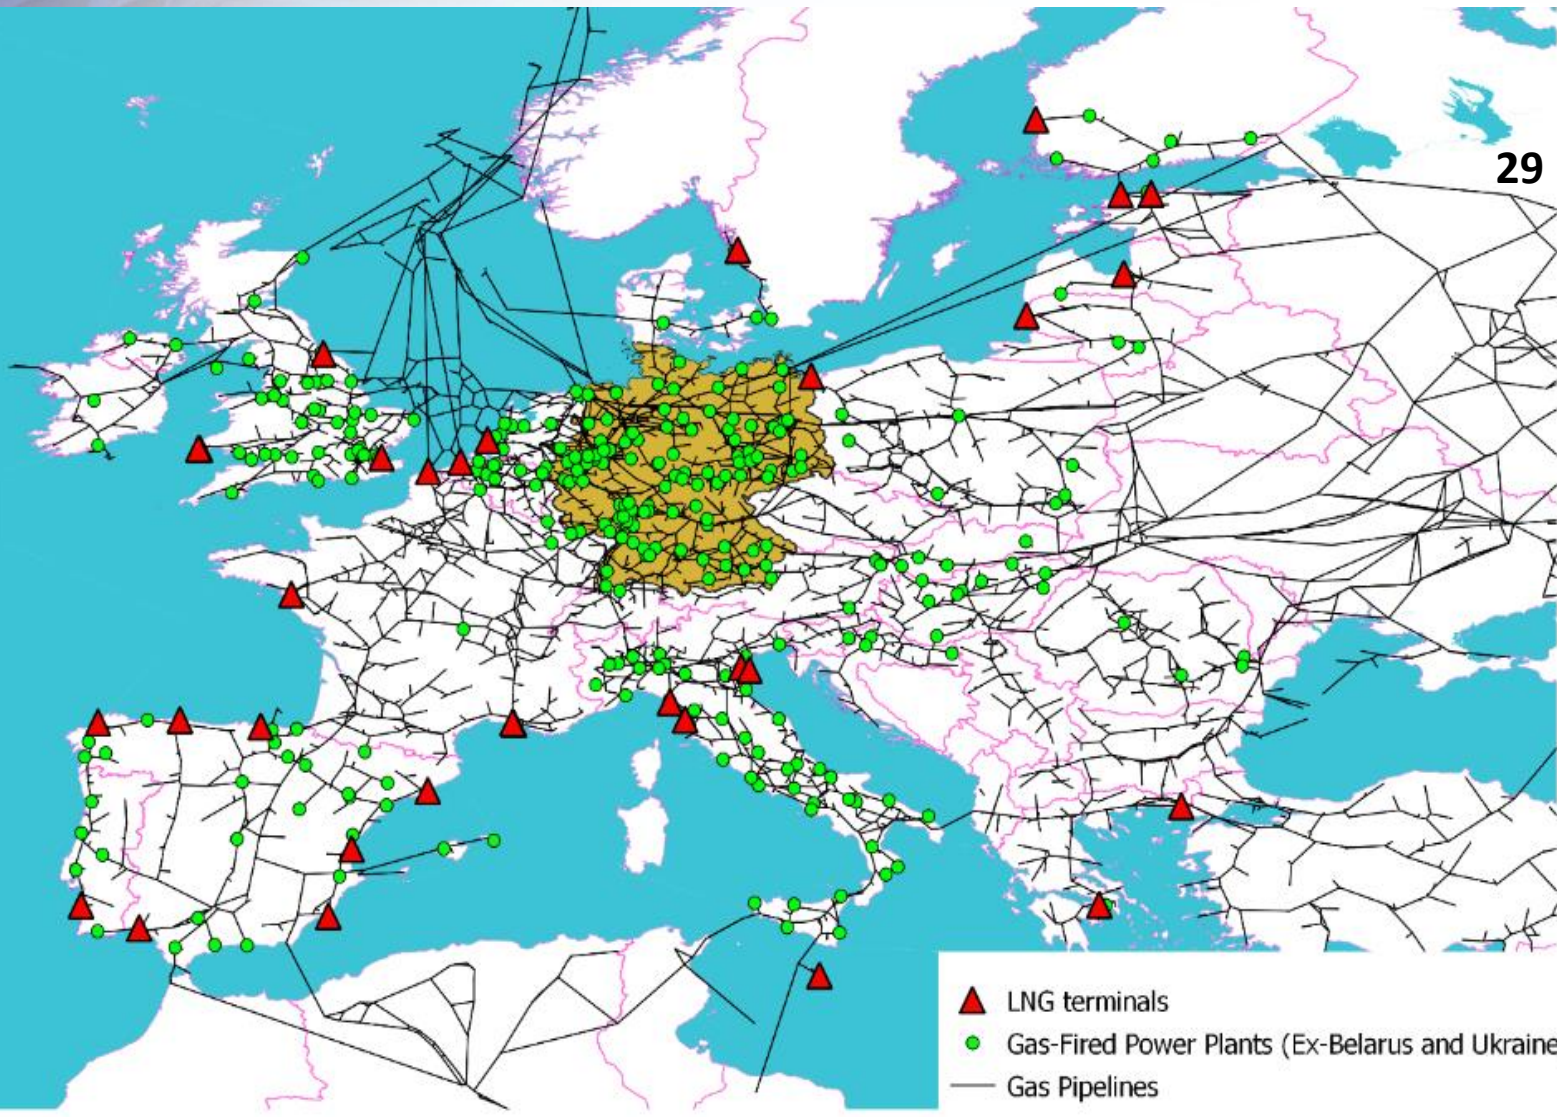 29
LNG terminals
Gas-Fired Power Plants (Ex-Belarus and Ukraine
Gas Pipelines